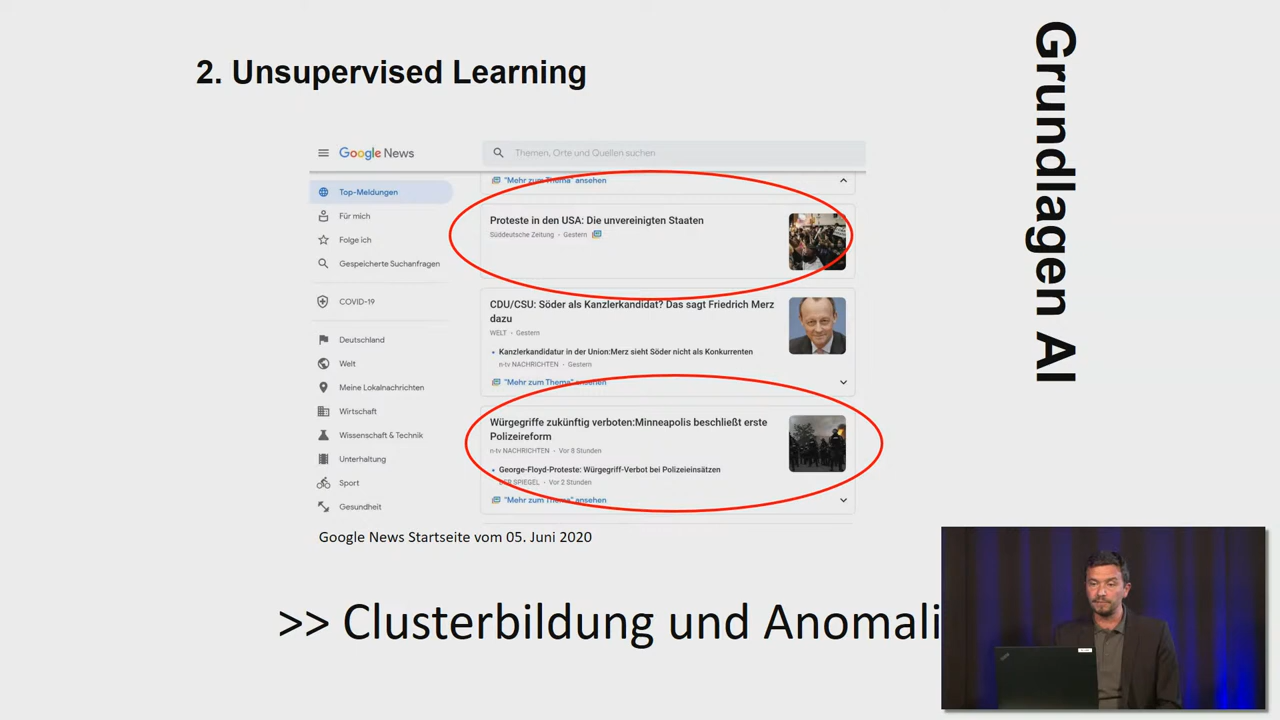 2. Unsupervised Learning
Grundlagen AI
Google News
Themen, Orte und Quellen suchen
Top-Meldungen
Für mich
Folge ich
Gespeicherte Suchanfragen
COVID-19
Deutschland
Welt
Meine Lokalnachrichten
Wirtschaft
Wissenschaft & Technik
Unterhaltung
Sport
Gesundheit
"Mehr zum Thema" ansehen
Proteste in den USA: Die unvereinigten Staaten
Süddeutsche Zeitung • Gestern
CDU/CSU: Söder als Kanzlerkandidat? Das sagt Friedrich Merz
dazu
WELT • Gestern
• Kanzlerkandidatur in der Union:Merz sieht Söder nicht als Konkurrenten
n-tv NACHRICHTEN • Gestern
"Mehr zum Thema" ansehen
Würgegriffe zukünftig verboten:Minneapolis beschließt erste
Polizeireform
n-tv NACHRICHTEN • Vor 8 Stunden
• George-Floyd-Proteste: Würgegriff-Verbot bei Polizeieinsätzen
DER SPIEGEL • Vor 2 Stunden
"Mehr zum Thema" ansehen
Google News Startseite vom 05. Juni 2020
>> Clusterbildung und Anomali